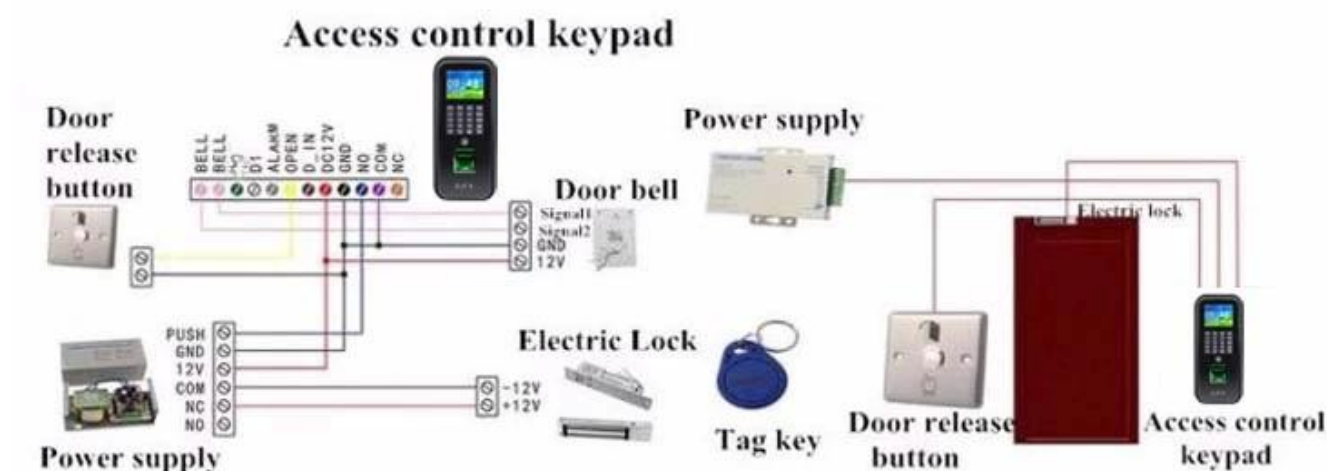 Access control keypad
Door
release
button
BELL
BELL
D1
ALARM
OPEN
D_IN
DC12V
GND
NO
COM
NC
Door bell
Signal1
Signal2
GND
12V
PUSH
GND
12V
COM
NC
NO
Power supply
Electric Lock
-12V
+12V
Power supply
Electric lock
Tag key
Door release
button
Access control
keypad